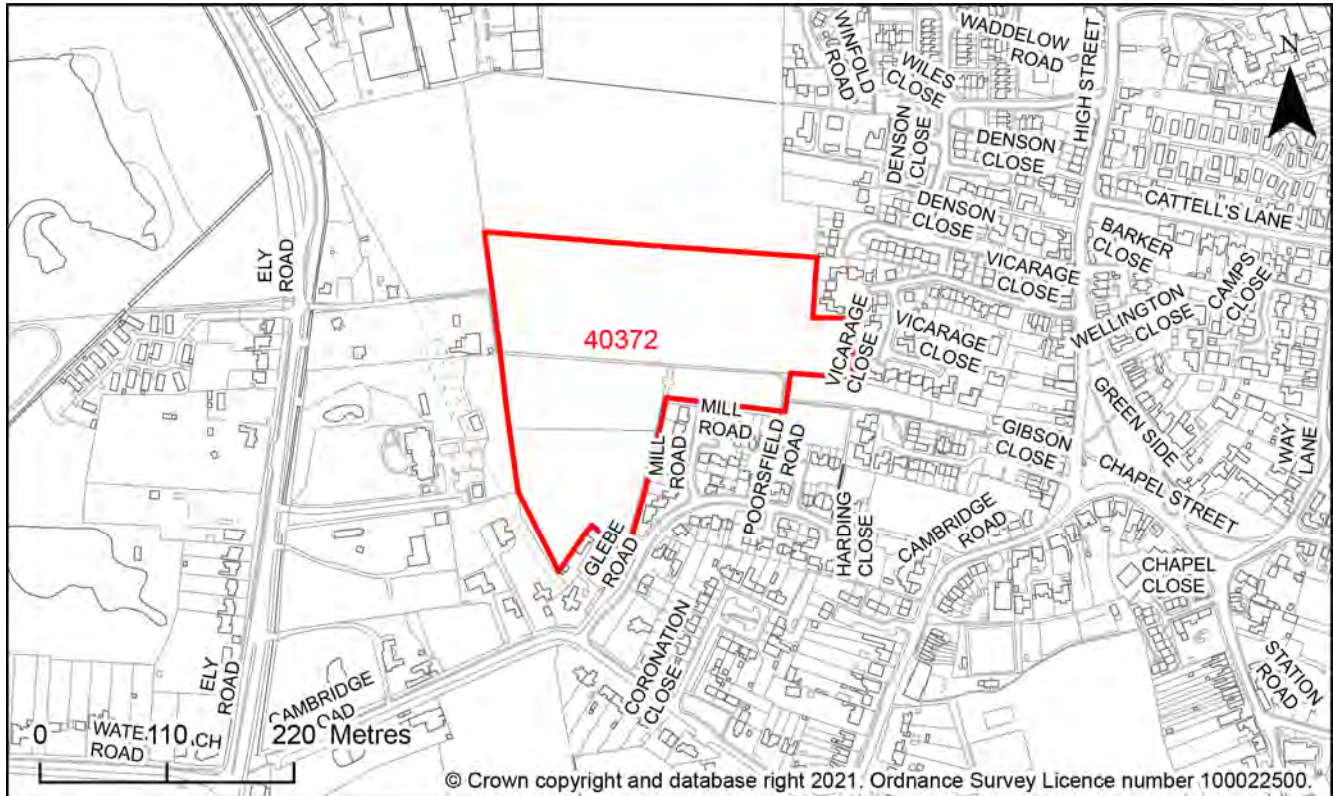 WINFOLD
ROAD
WADDELOW
ROAD
WILES
CLOSE
HIGH STREET
N
DENSON
CLOSE
DENSON
CLOSE
CATTELL'S LANE
DENSON
CLOSE
BARKER
CLOSE
CAMPS
CLOSE
ELY
ROAD
VICARAGE
CLOSE
WELLINGTON
CLOSE
40372
VICARAGE
CLOSE
VICARAGE
CLOSE
GREEN SIDE
MILL
ROAD
MILL
ROAD
POORSFIELD
ROAD
GIBSON
CLOSE
WAY
LANE
CHAPEL STREET
HARDING
CLOSE
CAMBRIDGE
ROAD
GLEBE
ROAD
CHAPEL
CLOSE
CORONATION
CLOSE
STATION
ROAD
ELY
ROAD
CAMBRIDGE
ROAD
WATE CH
ROAD
0 110 220 Metres
© Crown copyright and database right 2021. Ordnance Survey Licence number 100022500.